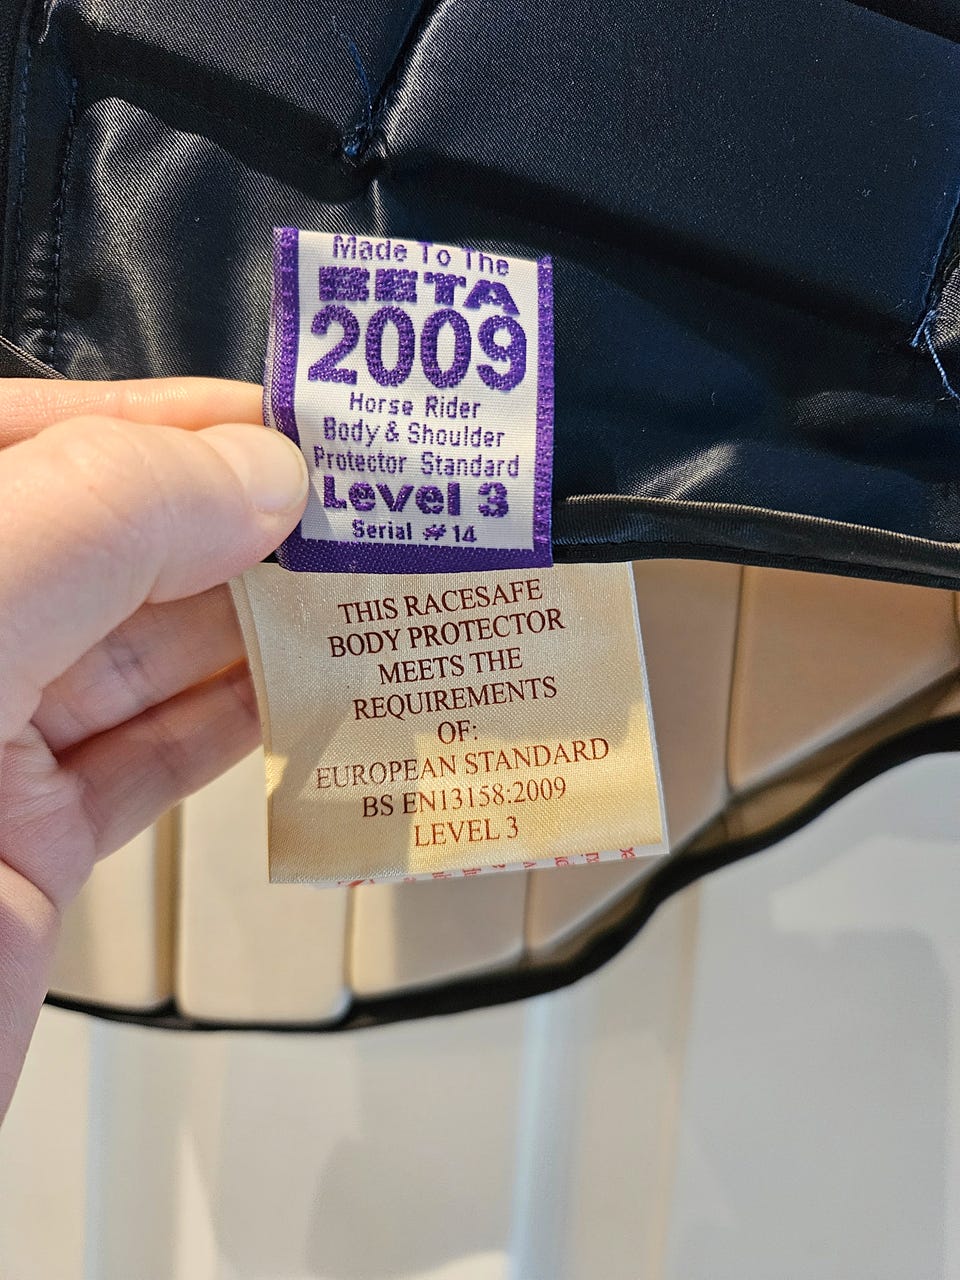 Made To The
BETA
2009
Horse Rider
Body & Shoulder
Protector Standard
Level 3
Serial # 14
THIS RACESAFE
BODY PROTECTOR
MEETS THE
REQUIREMENTS
OF:
EUROPEAN STANDARD
BS EN13158:2009
LEVEL 3